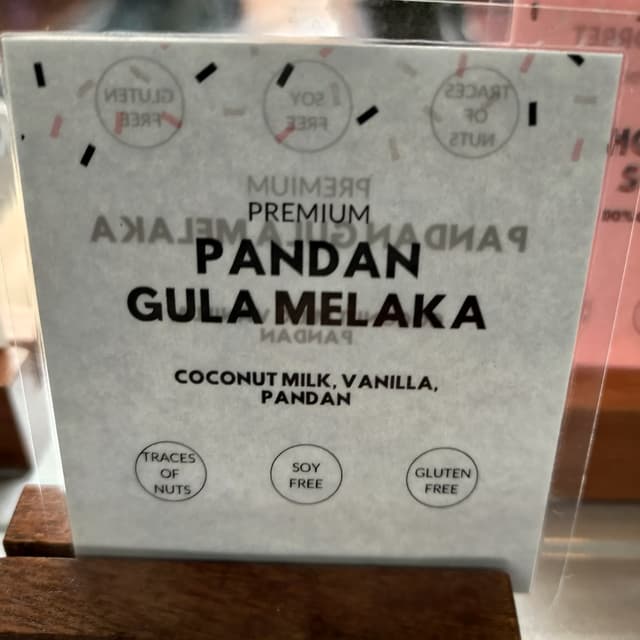 PREMIUM
PANDAN
GULA MELAKA
COCONUT MILK, VANILLA,
PANDAN
TRACES
OF
NUTS
SOY
FREE
GLUTEN
FREE